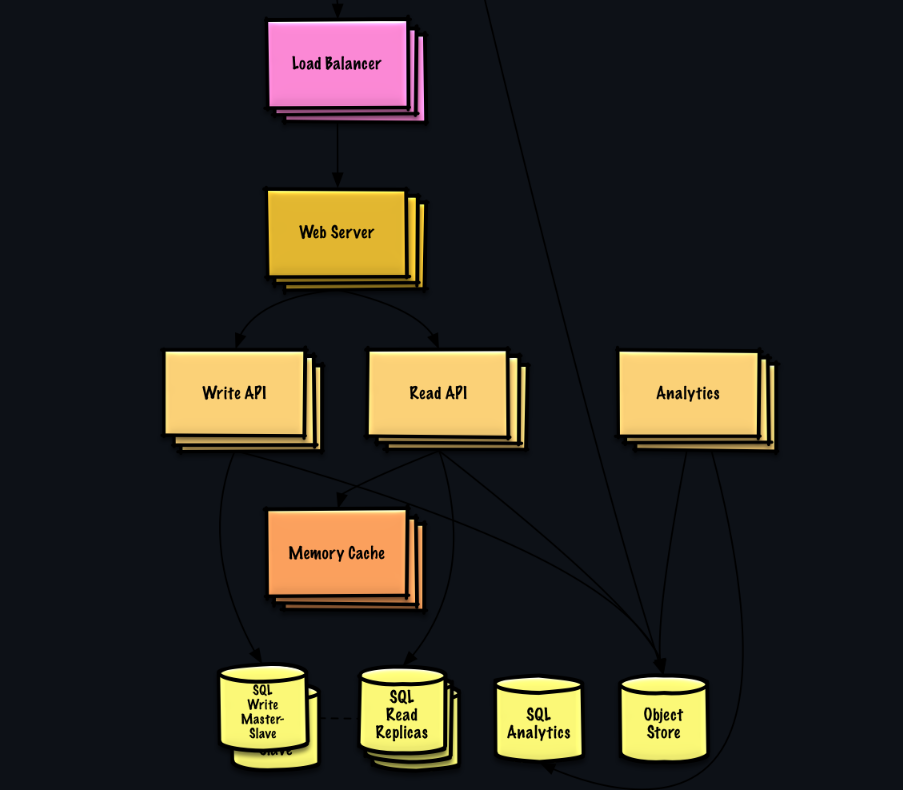 Load Balancer
Web Server
Write API
Read API
Analytics
Memory Cache
SQL
Write
Master-
Slave
Slave
SQL
Read
Replicas
SQL
Analytics
Object
Store